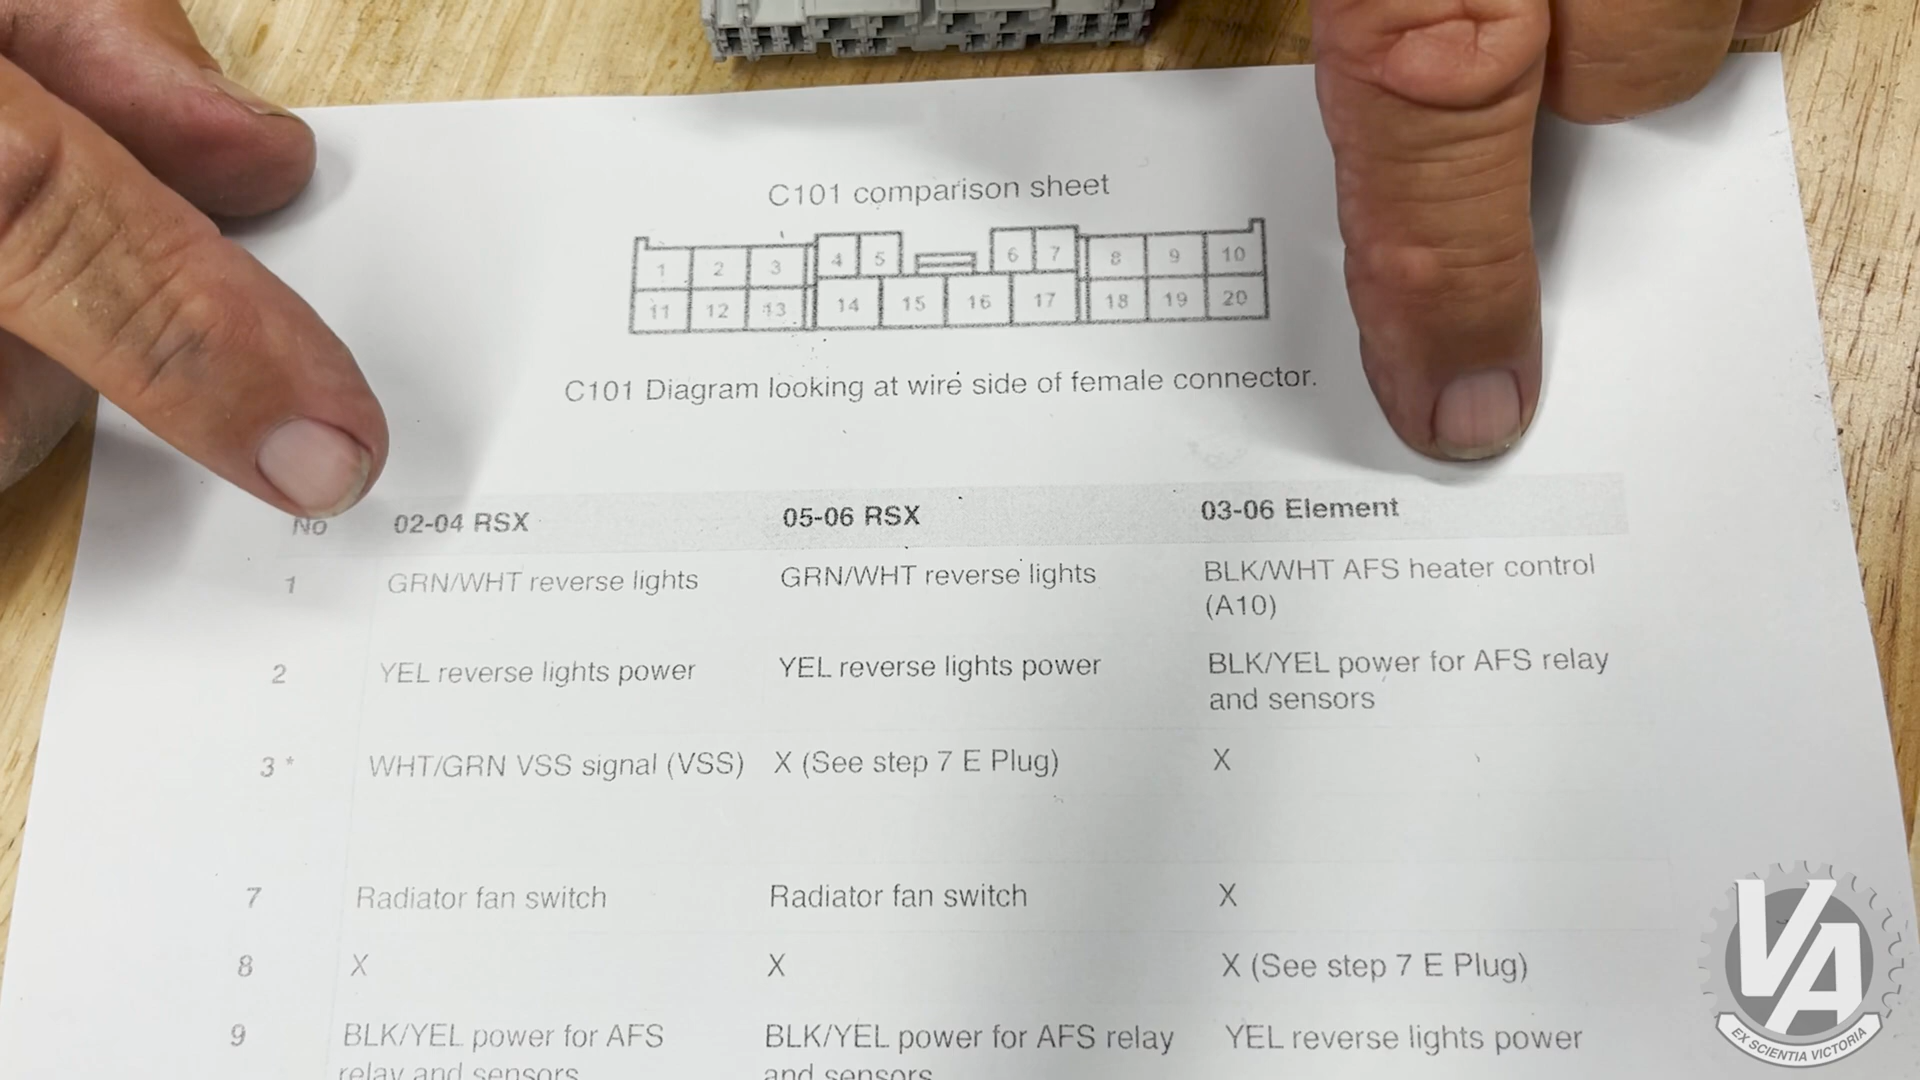 C101 comparison sheet
1 2 3 4 5 6 7 8 9 10
11 12 13 14 15 16 17 18 19 20
C101 Diagram looking at wire side of female connector.
No 02-04 RSX 05-06 RSX 03-06 Element
1 GRN/WHT reverse lights GRN/WHT reverse lights BLK/WHT AFS heater control
(A10)
2 YEL reverse lights power YEL reverse lights power BLK/YEL power for AFS relay
and sensors
3 * WHT/GRN VSS signal (VSS) X (See step 7 E Plug) X
7 Radiator fan switch Radiator fan switch X
8 X X X (See step 7 E Plug)
9 BLK/YEL power for AFS BLK/YEL power for AFS relay YEL reverse lights power
relay and sensors and sensors
VA
EX SCIENTIA VICTORIA